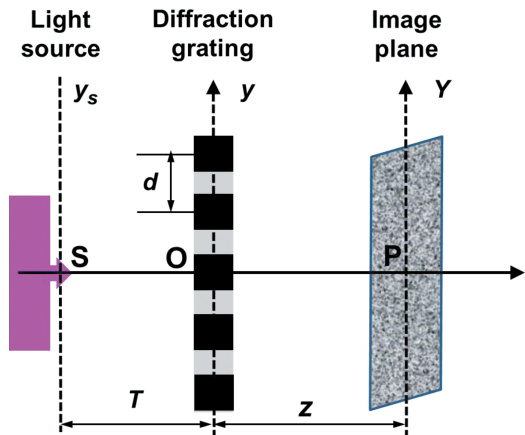 Light source
Diffraction grating
Image plane
y_s
y
Y
d
S
O
P
T
z